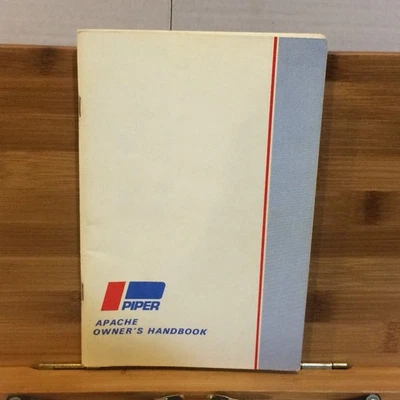 PIPER
APACHE
OWNER'S HANDBOOK